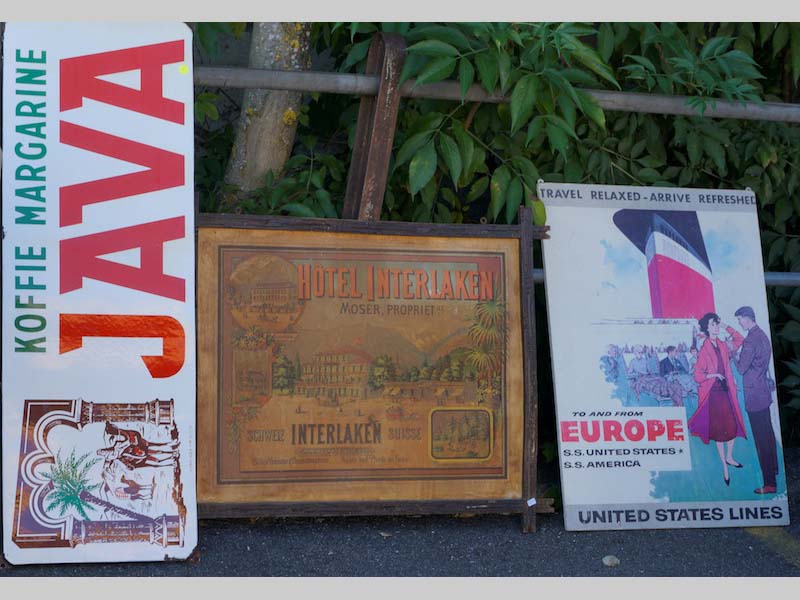 KOFFIE MARGARINE
JAVA
HÔTEL INTERLAKEN
MOSER, PROPRIET
SCHWEIZ INTERLAKEN SUISSE
TRAVEL RELAXED - ARRIVE REFRESHED
TO AND FROM
EUROPE
S.S. UNITED STATES ★
S.S. AMERICA
UNITED STATES LINES